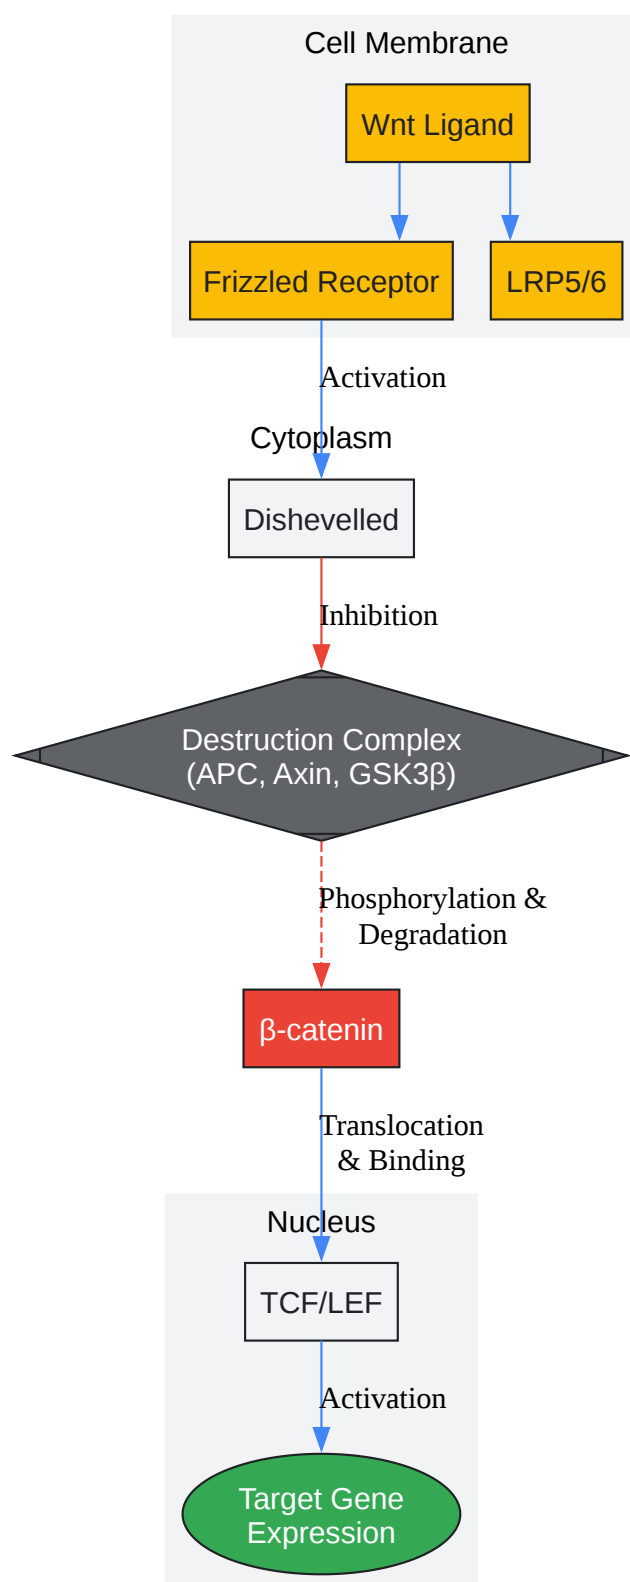 Cell Membrane
Wnt Ligand
Frizzled Receptor
LRP5/6
Activation
Cytoplasm
Dishevelled
Inhibition
Destruction Complex
(APC, Axin, GSK3β)
Phosphorylation &
Degradation
β-catenin
Translocation
& Binding
Nucleus
TCF/LEF
Activation
Target Gene
Expression